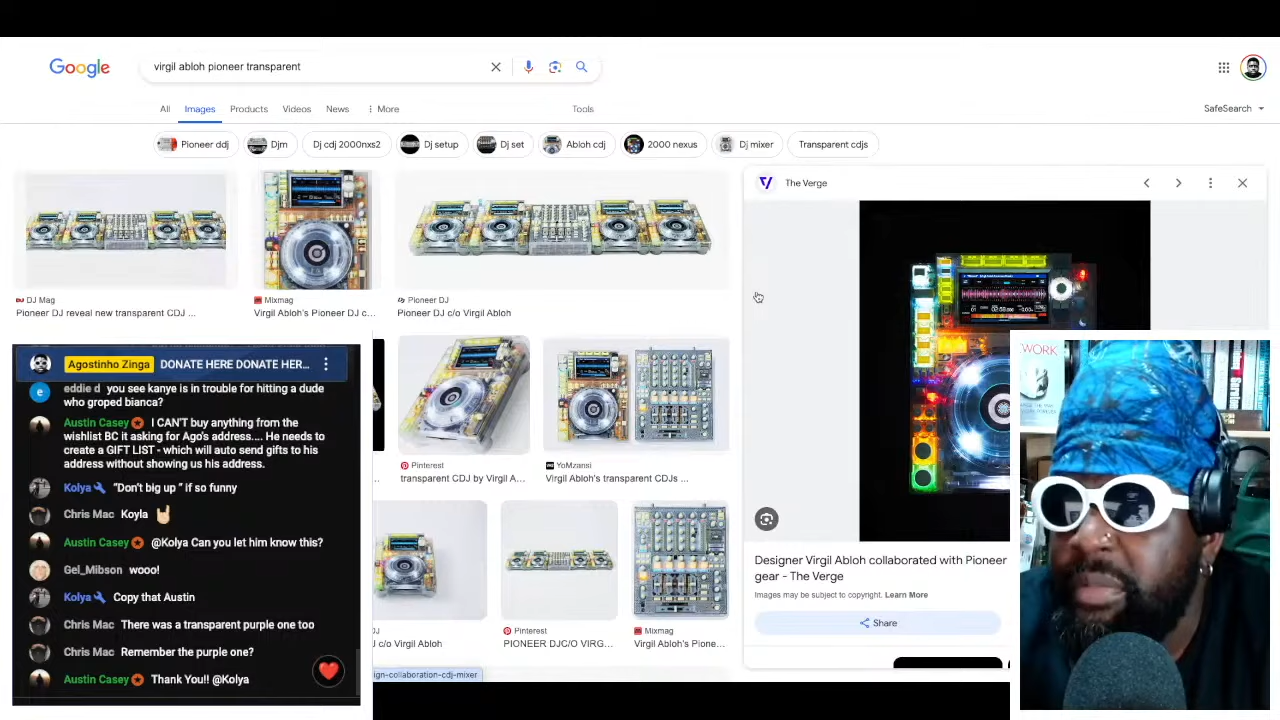 Google
virgil abloh pioneer transparent
All
Images
Products
Videos
News
More
Tools
SafeSearch
Pioneer ddj
Djm
Dj cdj 2000nxs2
Dj setup
Dj set
Abloh cdj
2000 nexus
Dj mixer
Transparent cdjs
DJ Mag
Pioneer DJ reveal new transparent CDJ ...
Mixmag
Virgil Abloh's Pioneer DJ c...
Pioneer DJ
Pioneer DJ c/o Virgil Abloh
Pinterest
transparent CDJ by Virgil A...
YoMzansi
Virgil Abloh's transparent CDJs ...
DJ
c/o Virgil Abloh
Pinterest
PIONEER DJC/O VIRG...
Mixmag
Virgil Abloh's Pione...
ign-collaboration-cdj-mixer
The Verge
Designer Virgil Abloh collaborated with Pioneer
gear - The Verge
Images may be subject to copyright. Learn More
Share
Agostinho Zinga DONATE HERE DONATE HER...
e
eddie d you see kanye is in trouble for hitting a dude
who groped bianca?
Austin Casey I CAN'T buy anything from the
wishlist BC it asking for Ago's address.... He needs to
create a GIFT LIST - which will auto send gifts to his
address without showing us his address.
Kolya "Don't big up " if so funny
Chris Mac Koyla 🤘
Austin Casey @Kolya Can you let him know this?
Gel_Mibson wooo!
Kolya Copy that Austin
Chris Mac There was a transparent purple one too
Chris Mac Remember the purple one?
Austin Casey Thank You!! @Kolya
WORK